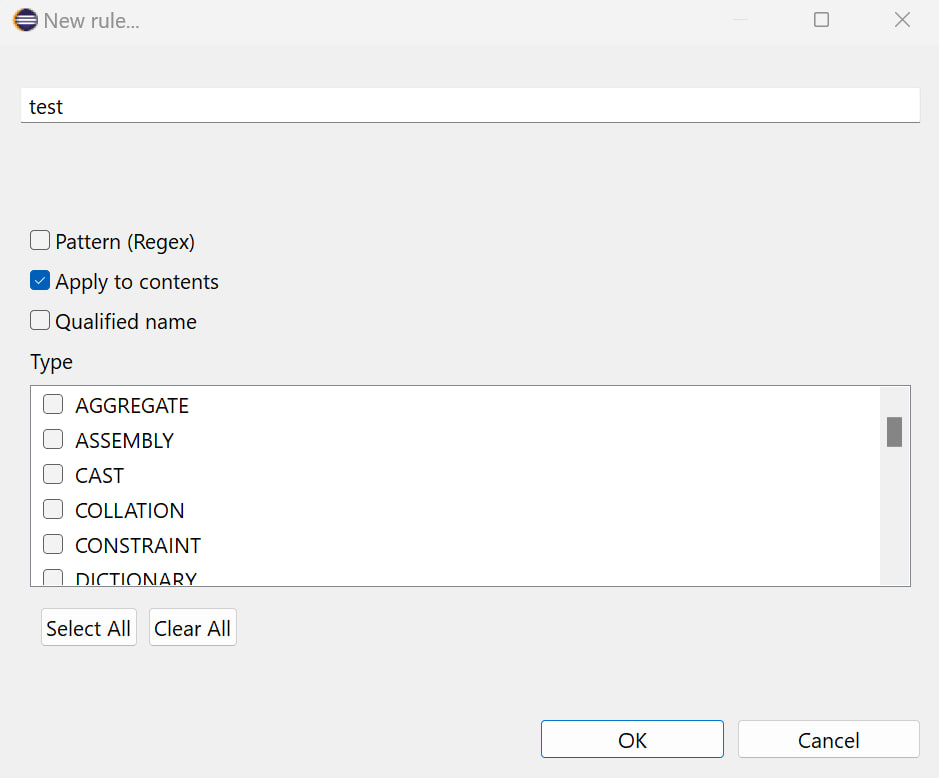 New rule...
test
Pattern (Regex)
Apply to contents
Qualified name
Type
AGGREGATE
ASSEMBLY
CAST
COLLATION
CONSTRAINT
DICTIONARY
Select All Clear All
OK Cancel